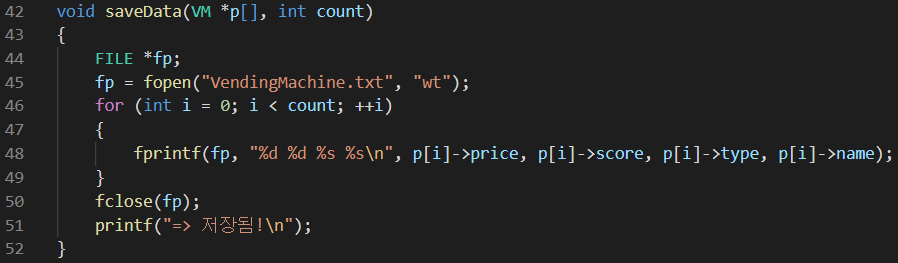 42 void saveData(VM *p[], int count)
43 {
44     FILE *fp;
45     fp = fopen("VendingMachine.txt", "wt");
46     for (int i = 0; i < count; ++i)
47     {
48         fprintf(fp, "%d %d %s %s\n", p[i]->price, p[i]->score, p[i]->type, p[i]->name);
49     }
50     fclose(fp);
51     printf("=> 저장됨!\n");
52 }